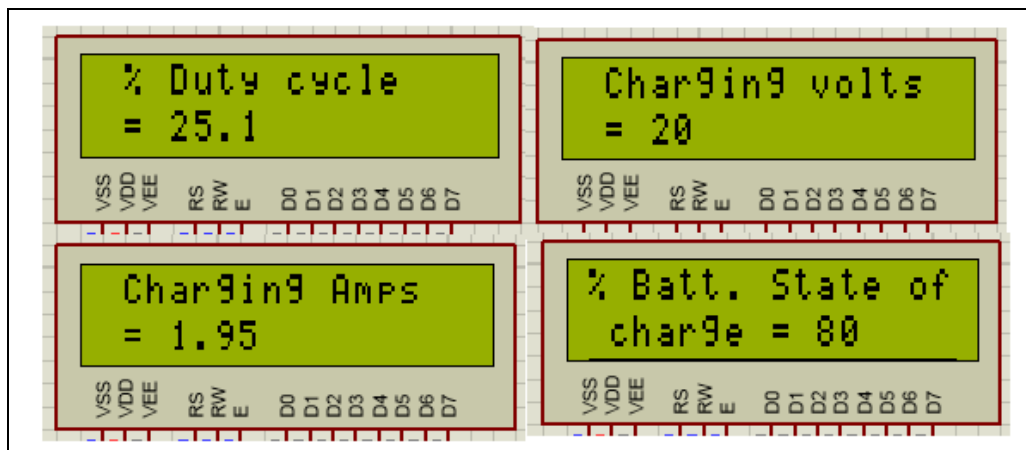 % Duty cycle
= 25.1
VSS VDD VEE RS RW E D0 D1 D2 D3 D4 D5 D6 D7
Charging volts
= 20
VSS VDD VEE RS RW E D0 D1 D2 D3 D4 D5 D6 D7
Charging Amps
= 1.95
VSS VDD VEE RS RW E D0 D1 D2 D3 D4 D5 D6 D7
% Batt. State of
charge = 80
VSS VDD VEE RS RW E D0 D1 D2 D3 D4 D5 D6 D7